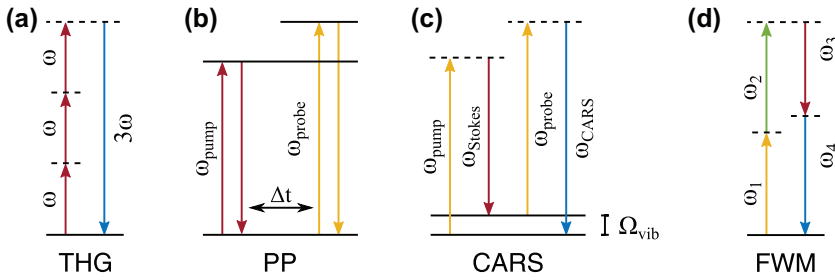 (a)
ω
ω
ω
3ω
THG
(b)
ω_pump
ω_probe
Δt
PP
(c)
ω_pump
ω_Stokes
ω_probe
ω_CARS
Ω_vib
CARS
(d)
ω_1
ω_2
ω_3
ω_4
FWM